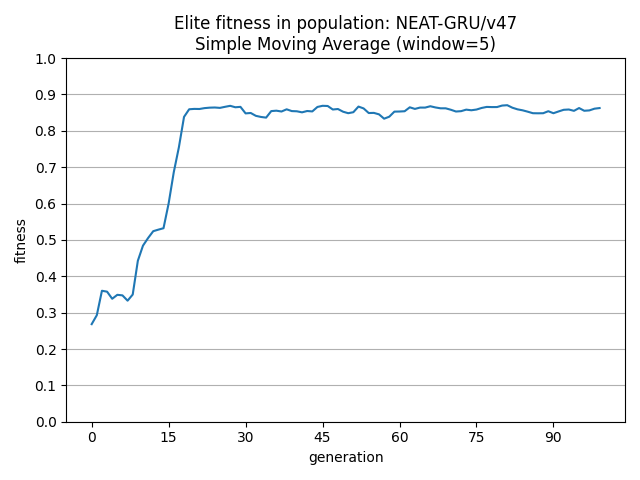 Elite fitness in population: NEAT-GRU/v47
Simple Moving Average (window=5)
1.0
0.9
0.8
0.7
0.6
0.5
0.4
0.3
0.2
0.1
0.0
fitness
0 15 30 45 60 75 90
generation